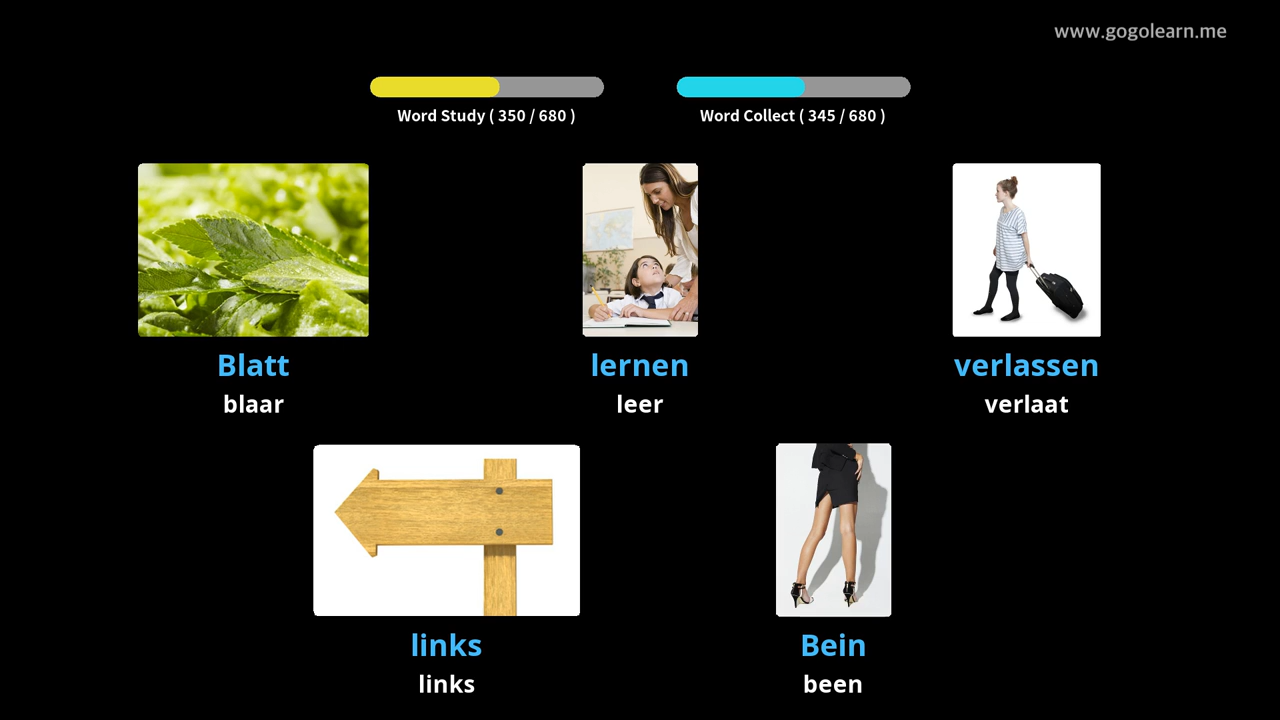 www.gogolearn.me
Word Study ( 350 / 680 )
Word Collect ( 345 / 680 )
Blatt
blaar
lernen
leer
verlassen
verlaat
links
links
Bein
been